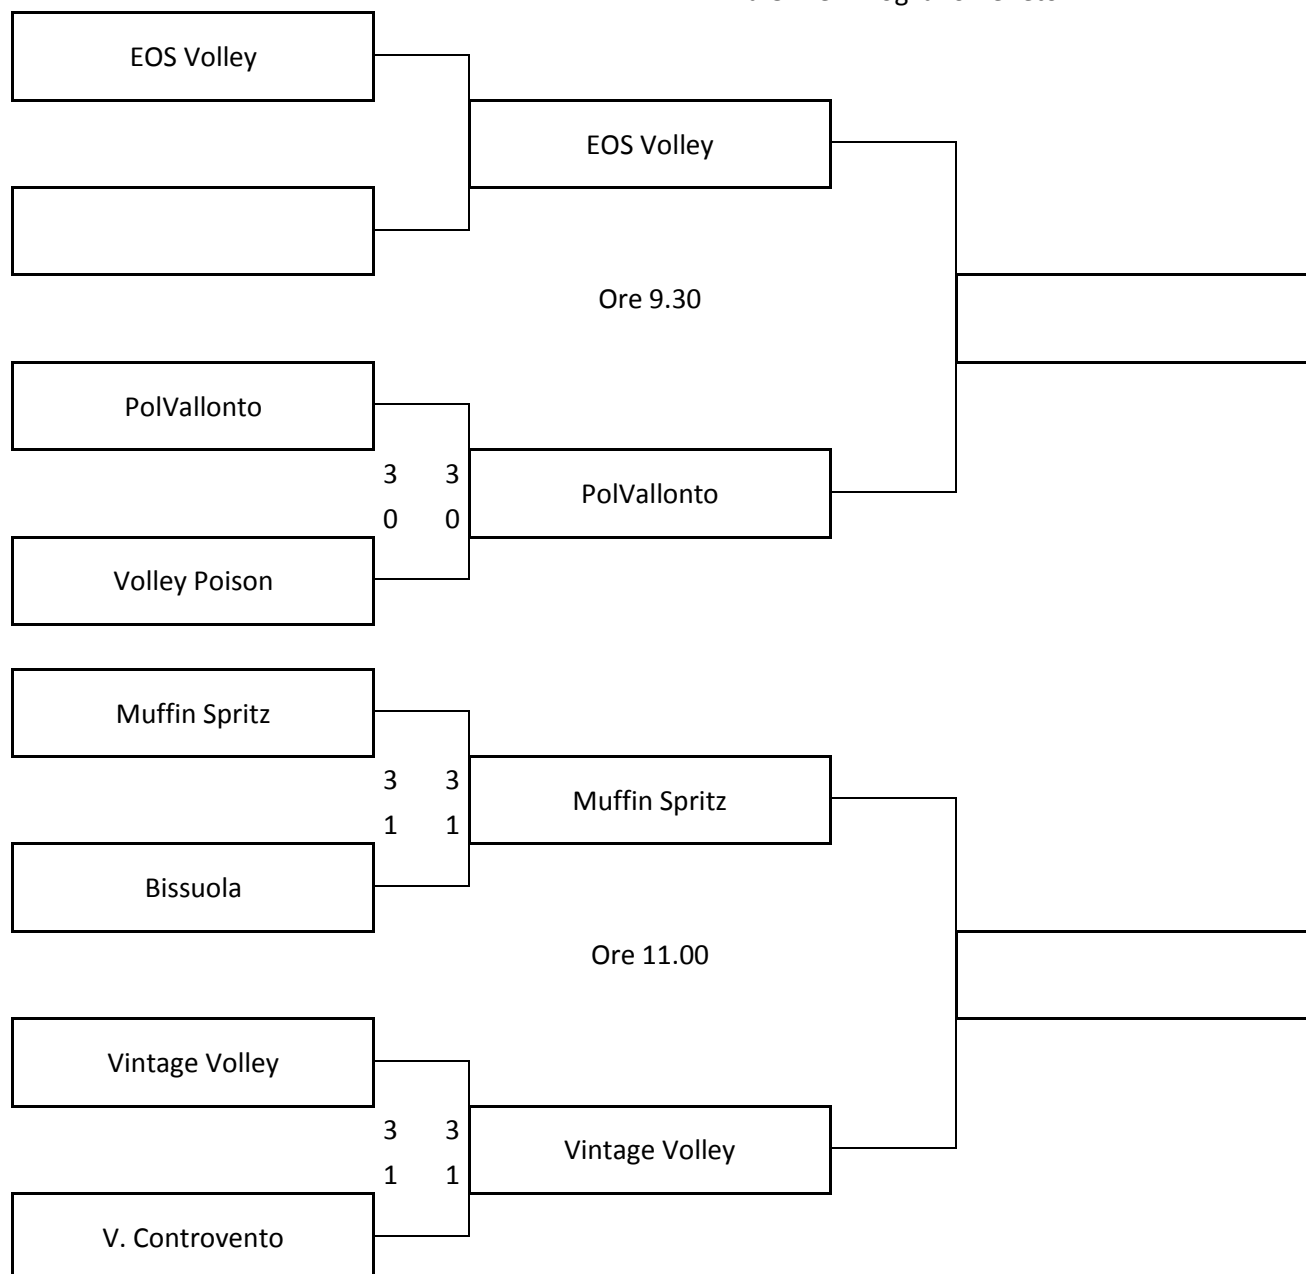 EOS Volley
EOS Volley
Ore 9.30
PolVallonto
3 3
PolVallonto
0 0
Volley Poison
Muffin Spritz
3 3
Muffin Spritz
1 1
Bissuola
Ore 11.00
Vintage Volley
3 3
Vintage Volley
1 1
V. Controvento